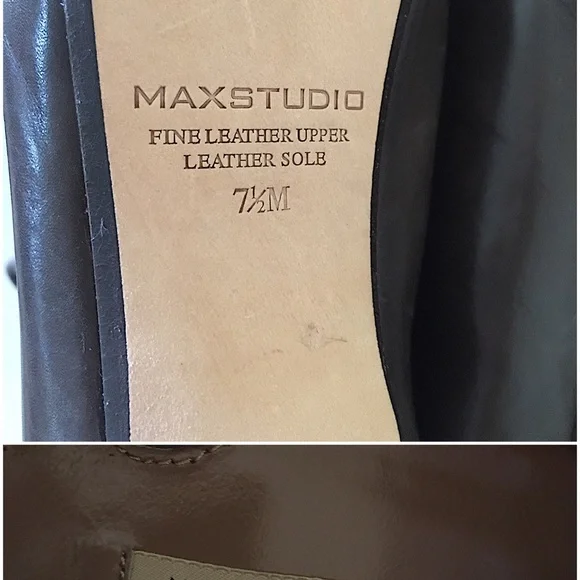 MAXSTUDIO
FINE LEATHER UPPER
LEATHER SOLE
7½M